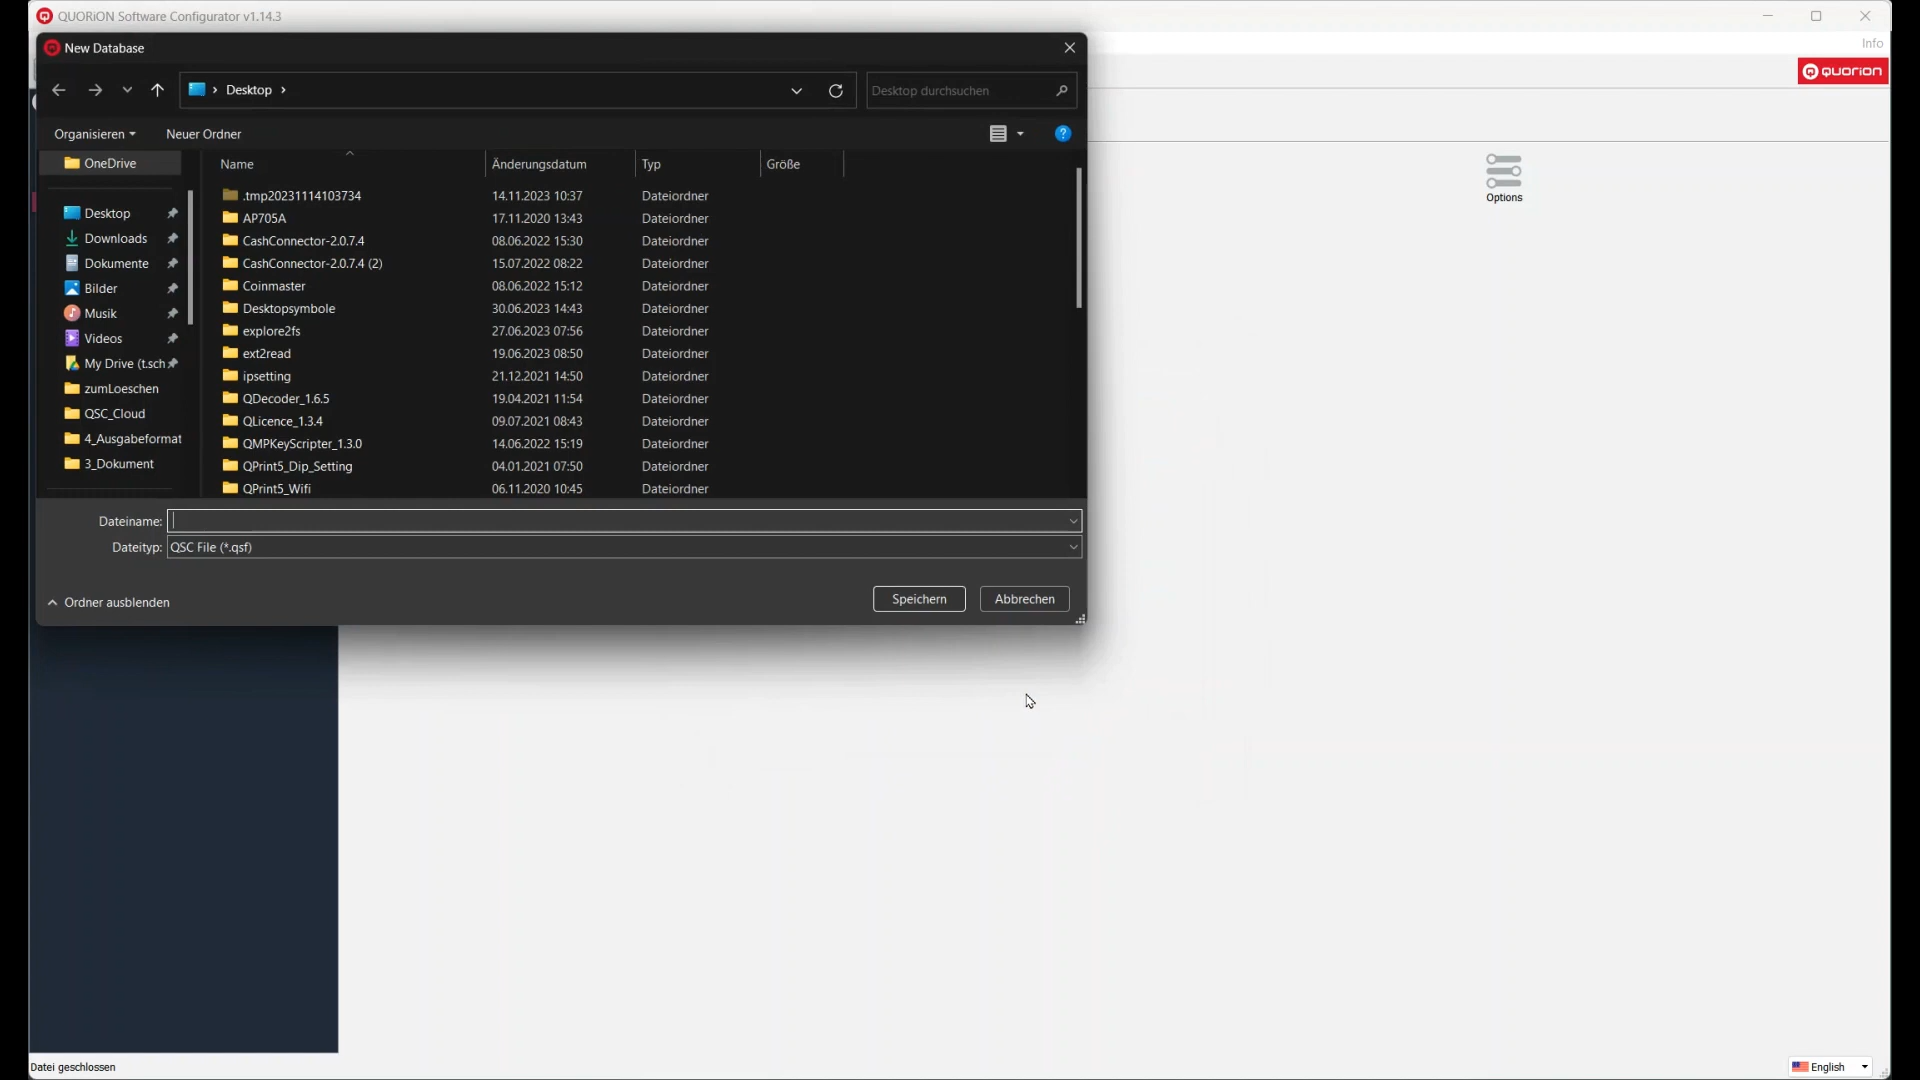 QUORiON Software Configurator v1.14.3
New Database
Info
QUORiON
Desktop
Desktop durchsuchen
Organisieren
Neuer Ordner
OneDrive
Desktop
Downloads
Dokumente
Bilder
Musik
Videos
My Drive (t.sch
zumLoeschen
QSC_Cloud
4_Ausgabeformat
3_Dokument
Name Änderungsdatum Typ Größe
.tmp20231114103734 14.11.2023 10:37 Dateiordner
AP705A 17.11.2020 13:43 Dateiordner
CashConnector-2.0.7.4 08.06.2022 15:30 Dateiordner
CashConnector-2.0.7.4 (2) 15.07.2022 08:22 Dateiordner
Coinmaster 08.06.2022 15:12 Dateiordner
Desktopsymbole 30.06.2023 14:43 Dateiordner
explore2fs 27.06.2023 07:56 Dateiordner
ext2read 19.06.2023 08:50 Dateiordner
ipsetting 21.12.2021 14:50 Dateiordner
QDecoder_1.6.5 19.04.2021 11:54 Dateiordner
QLicence_1.3.4 09.07.2021 08:43 Dateiordner
QMPKeyScripter_1.3.0 14.06.2022 15:19 Dateiordner
QPrint5_Dip_Setting 04.01.2021 07:50 Dateiordner
QPrint5_Wifi 06.11.2020 10:45 Dateiordner
Dateiname:
Dateityp: QSC File (*.qsf)
Ordner ausblenden
Speichern
Abbrechen
Options
Datei geschlossen
English